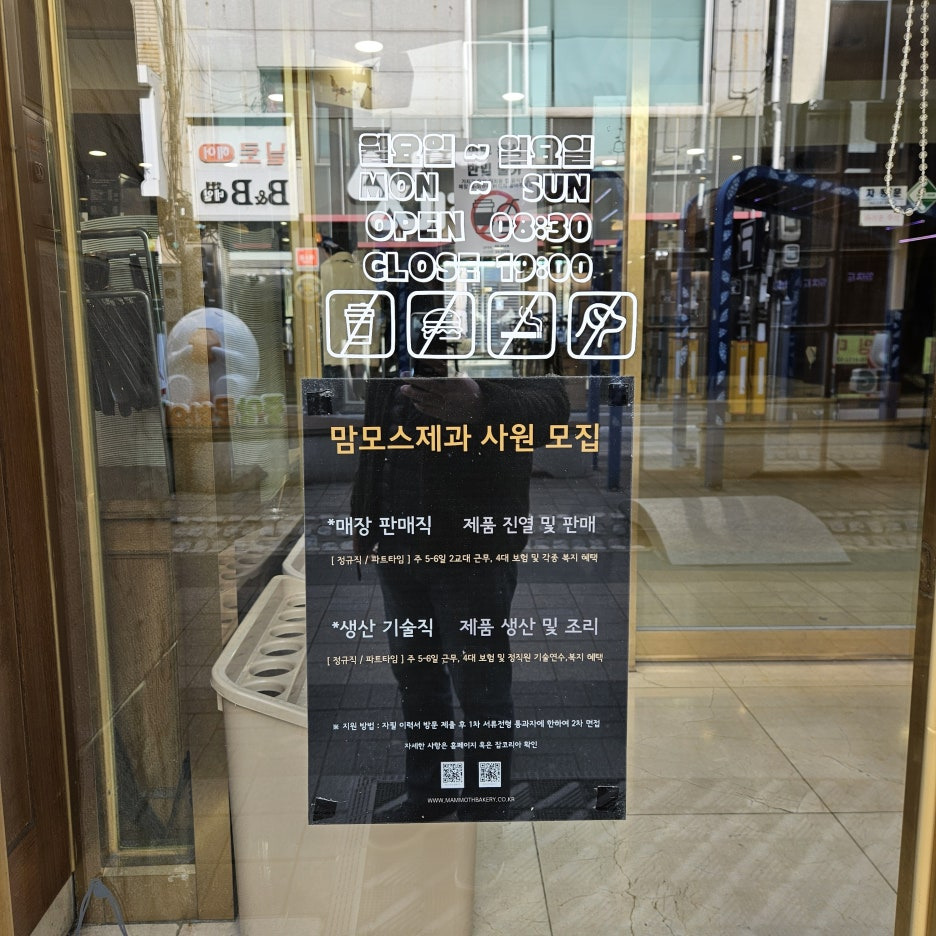 월요일 ~ 일요일
MON ~ SUN
OPEN 08:30
CLOSE 19:00
맘모스제과 사원 모집
*매장 판매직 제품 진열 및 판매
[ 정규직 / 파트타임 ] 주 5-6일 2교대 근무, 4대 보험 및 각종 복지 혜택
*생산 기술직 제품 생산 및 조리
[ 정규직 / 파트타임 ] 주 5-6일 근무, 4대 보험 및 정직원 기술연수,복지 혜택
※ 지원 방법 : 자필 이력서 방문 제출 후 1차 서류전형 통과자에 한하여 2차 면접
자세한 사항은 홈페이지 혹은 잡코리아 확인
WWW.MAMMOTHBAKERY.CO.KR
B&B
자동문